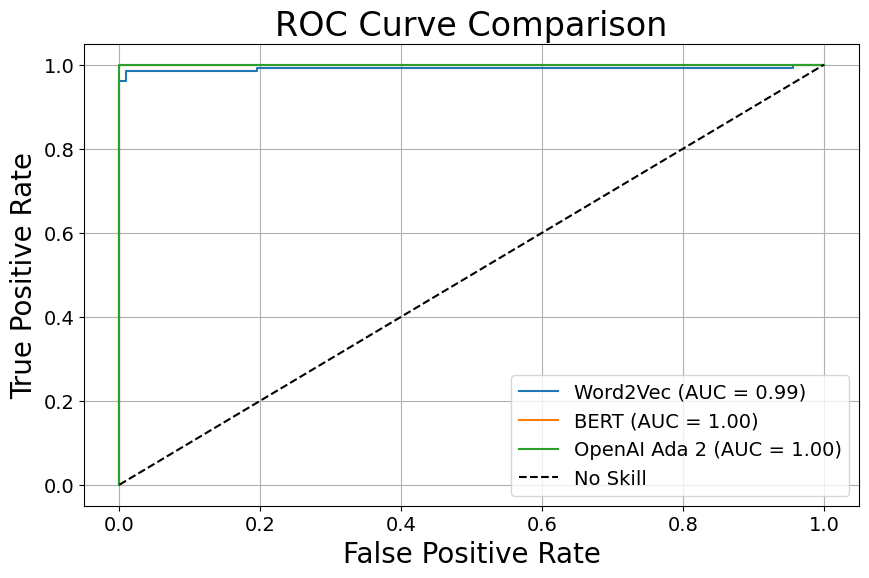 ROC Curve Comparison
True Positive Rate
1.0
0.8
0.6
0.4
0.2
0.0
Word2Vec (AUC = 0.99)
BERT (AUC = 1.00)
OpenAI Ada 2 (AUC = 1.00)
No Skill
0.0 0.2 0.4 0.6 0.8 1.0
False Positive Rate